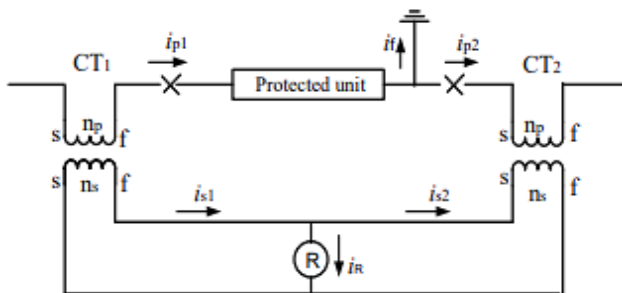 ip1 if ip2
CT1 CT2
Protected unit
np np
s f s f
s f s f
ns ns
is1 is2
R iR